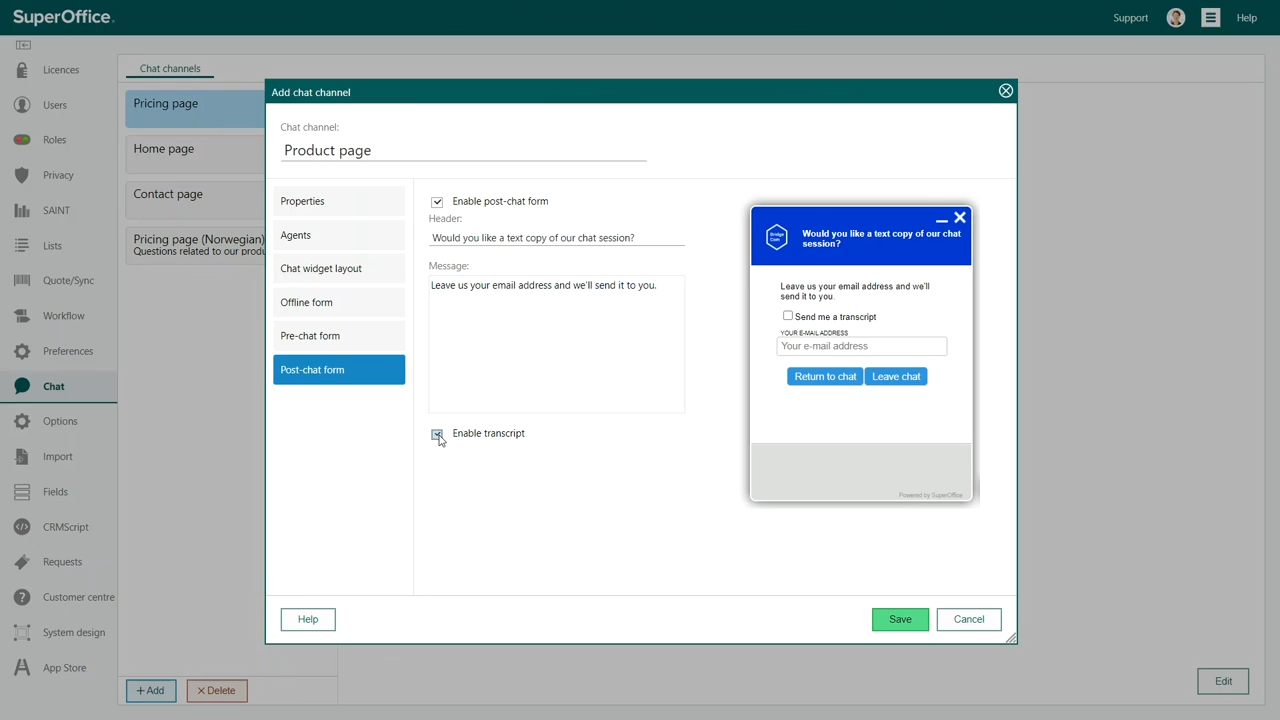 SuperOffice.
Support
Help
Licences
Users
Roles
Privacy
SAINT
Lists
Quote/Sync
Workflow
Preferences
Chat
Options
Import
Fields
CRMScript
Requests
Customer centre
System design
App Store
Chat channels
Pricing page
Home page
Contact page
Pricing page (Norwegian)
Questions related to our produ
+ Add
× Delete
Edit
Add chat channel
Chat channel:
Product page
Properties
Agents
Chat widget layout
Offline form
Pre-chat form
Post-chat form
Enable post-chat form
Header:
Would you like a text copy of our chat session?
Message:
Leave us your email address and we'll send it to you.
Enable transcript
Bridge
Com
Would you like a text copy of our chat
session?
Leave us your email address and we'll
send it to you.
Send me a transcript
YOUR E-MAIL ADDRESS
Your e-mail address
Return to chat
Leave chat
Powered by SuperOffice.
Help
Save
Cancel